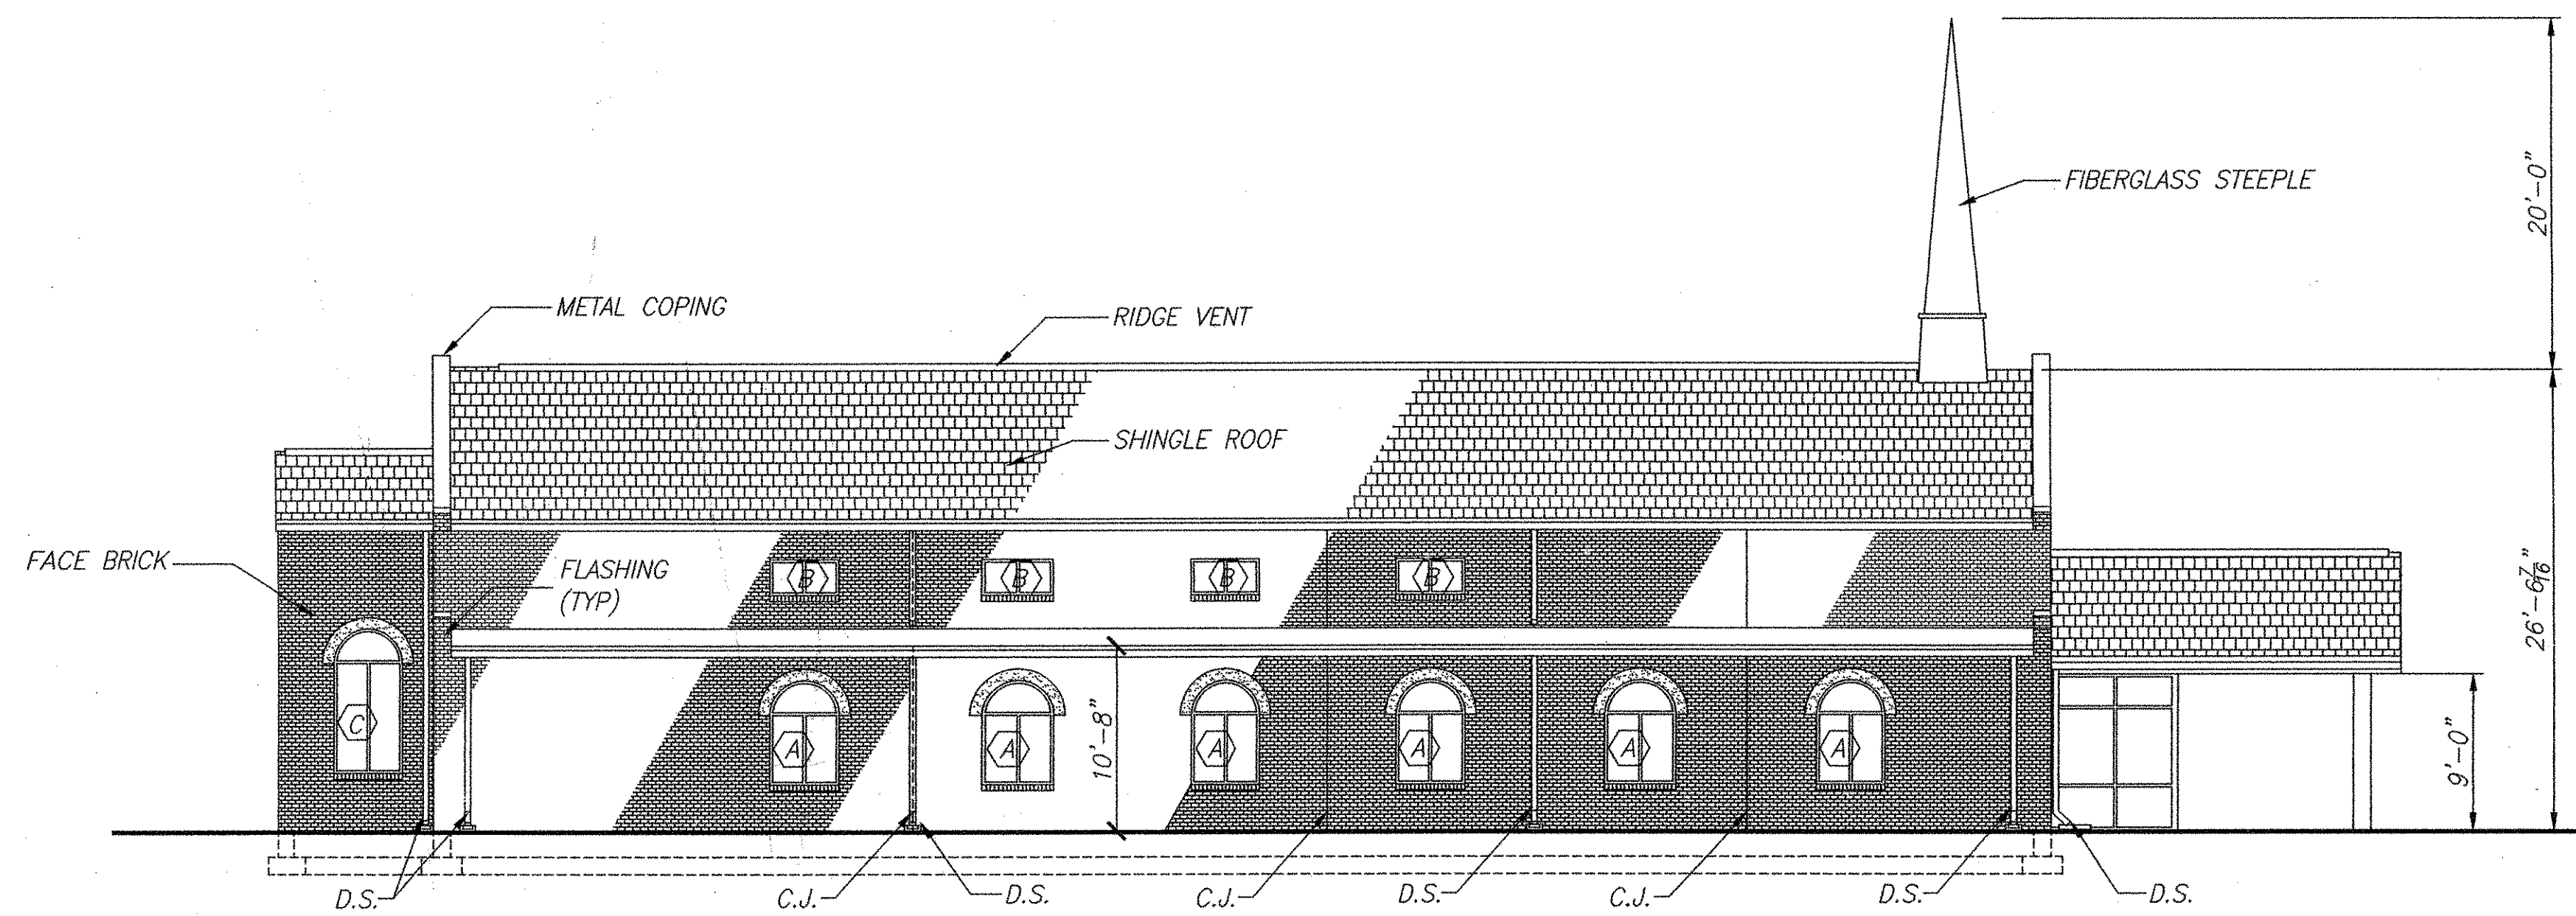 FIBERGLASS STEEPLE
20'-0"
METAL COPING
RIDGE VENT
SHINGLE ROOF
FACE BRICK
FLASHING
(TYP)
B
B
B
B
26'-6 7/16"
C
A
A
A
A
A
A
10'-8"
9'-0"
D.S.
C.J.
D.S.
C.J.
D.S.
C.J.
D.S.
D.S.